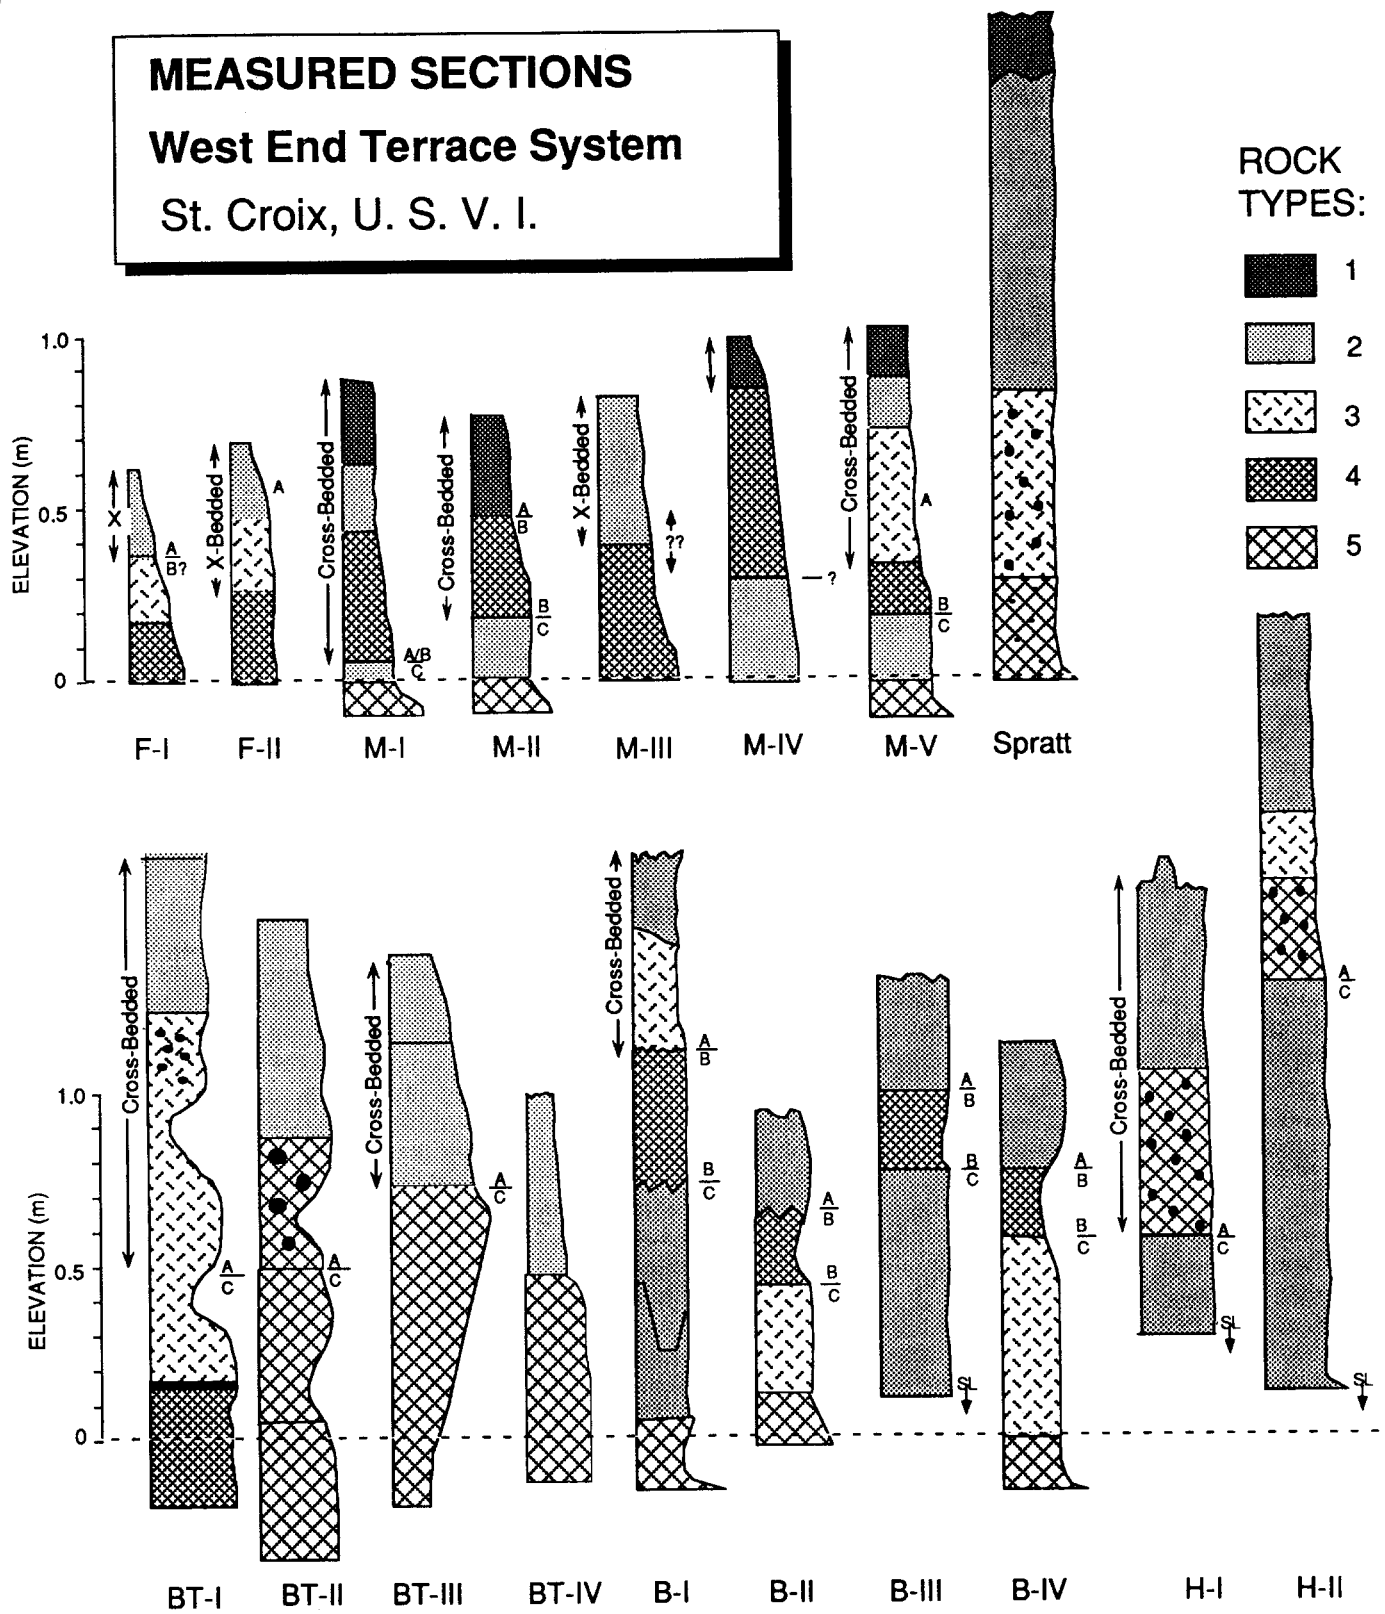 MEASURED SECTIONS
West End Terrace System
St. Croix, U. S. V. I.
ROCK
TYPES:
1
2
3
4
5
ELEVATION (m)
1.0
0.5
0
X
A
B?
X-Bedded
A
Cross-Bedded
A/B
C
Cross-Bedded
A
B
B
C
X-Bedded
??
?
Cross-Bedded
A
B
C
F-I
F-II
M-I
M-II
M-III
M-IV
M-V
Spratt
ELEVATION (m)
1.0
0.5
0
Cross-Bedded
A
C
A
C
Cross-Bedded
A
C
Cross-Bedded
A
B
B
C
A
B
B
C
A
B
B
C
SL
A
B
B
C
Cross-Bedded
A
C
SL
A
C
SL
BT-I
BT-II
BT-III
BT-IV
B-I
B-II
B-III
B-IV
H-I
H-II